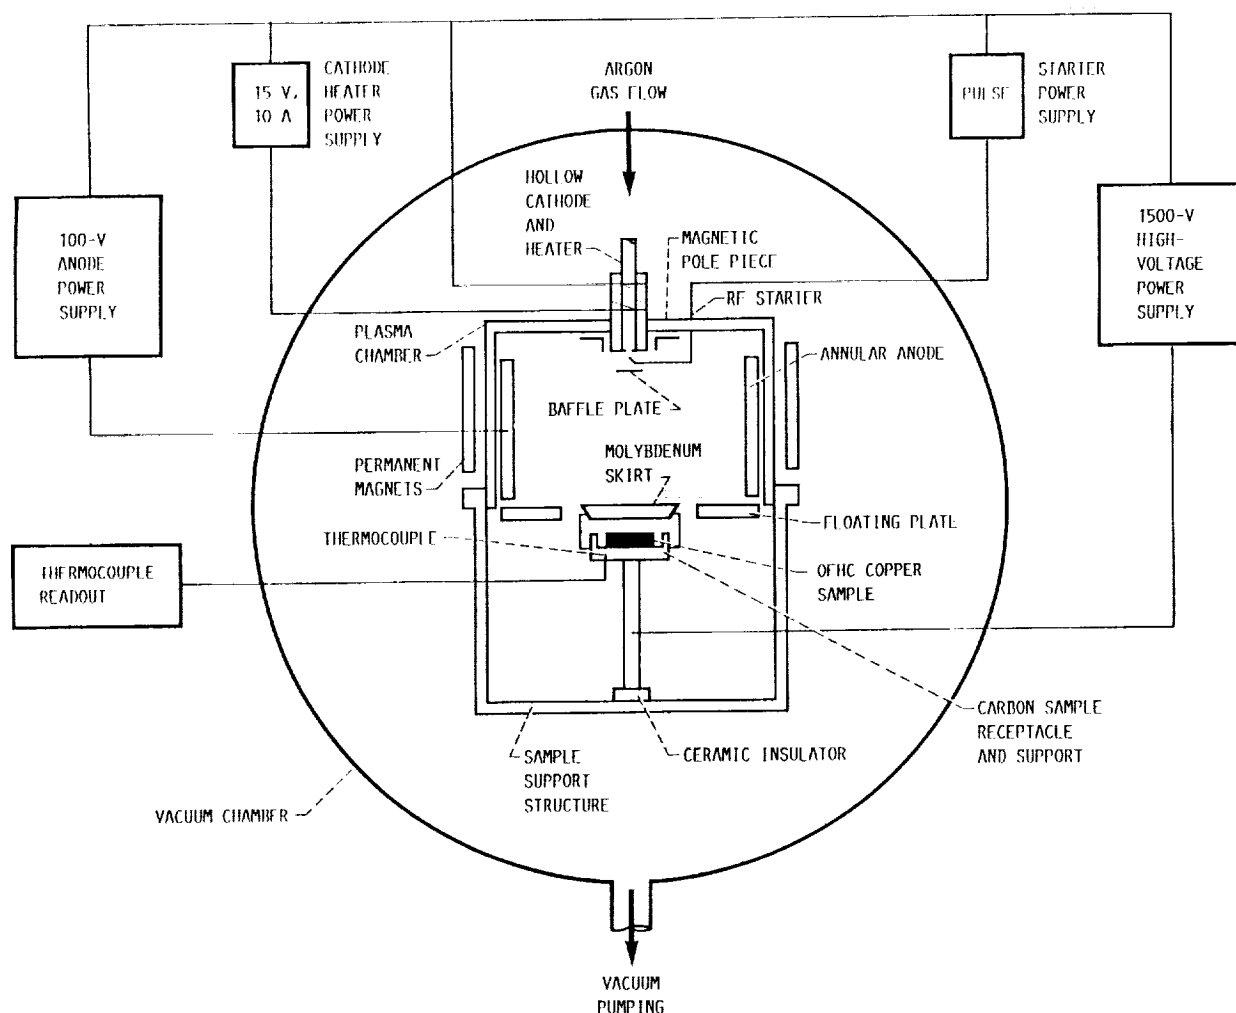 15 V,
10 A
CATHODE
HEATER
POWER
SUPPLY
ARGON
GAS FLOW
PULSE
STARTER
POWER
SUPPLY
100-V
ANODE
POWER
SUPPLY
HOLLOW
CATHODE
AND
HEATER
MAGNETIC
POLE PIECE
RF STARTER
1500-V
HIGH-
VOLTAGE
POWER
SUPPLY
PLASMA
CHAMBER
ANNULAR ANODE
BAFFLE PLATE
PERMANENT
MAGNETS
MOLYBDENUM
SKIRT
FLOATING PLATE
THERMOCOUPLE
THERMOCOUPLE
READOUT
OFHC COPPER
SAMPLE
CARBON SAMPLE
RECEPTACLE
AND SUPPORT
CERAMIC INSULATOR
SAMPLE
SUPPORT
STRUCTURE
VACUUM CHAMBER
VACUUM
PUMPING